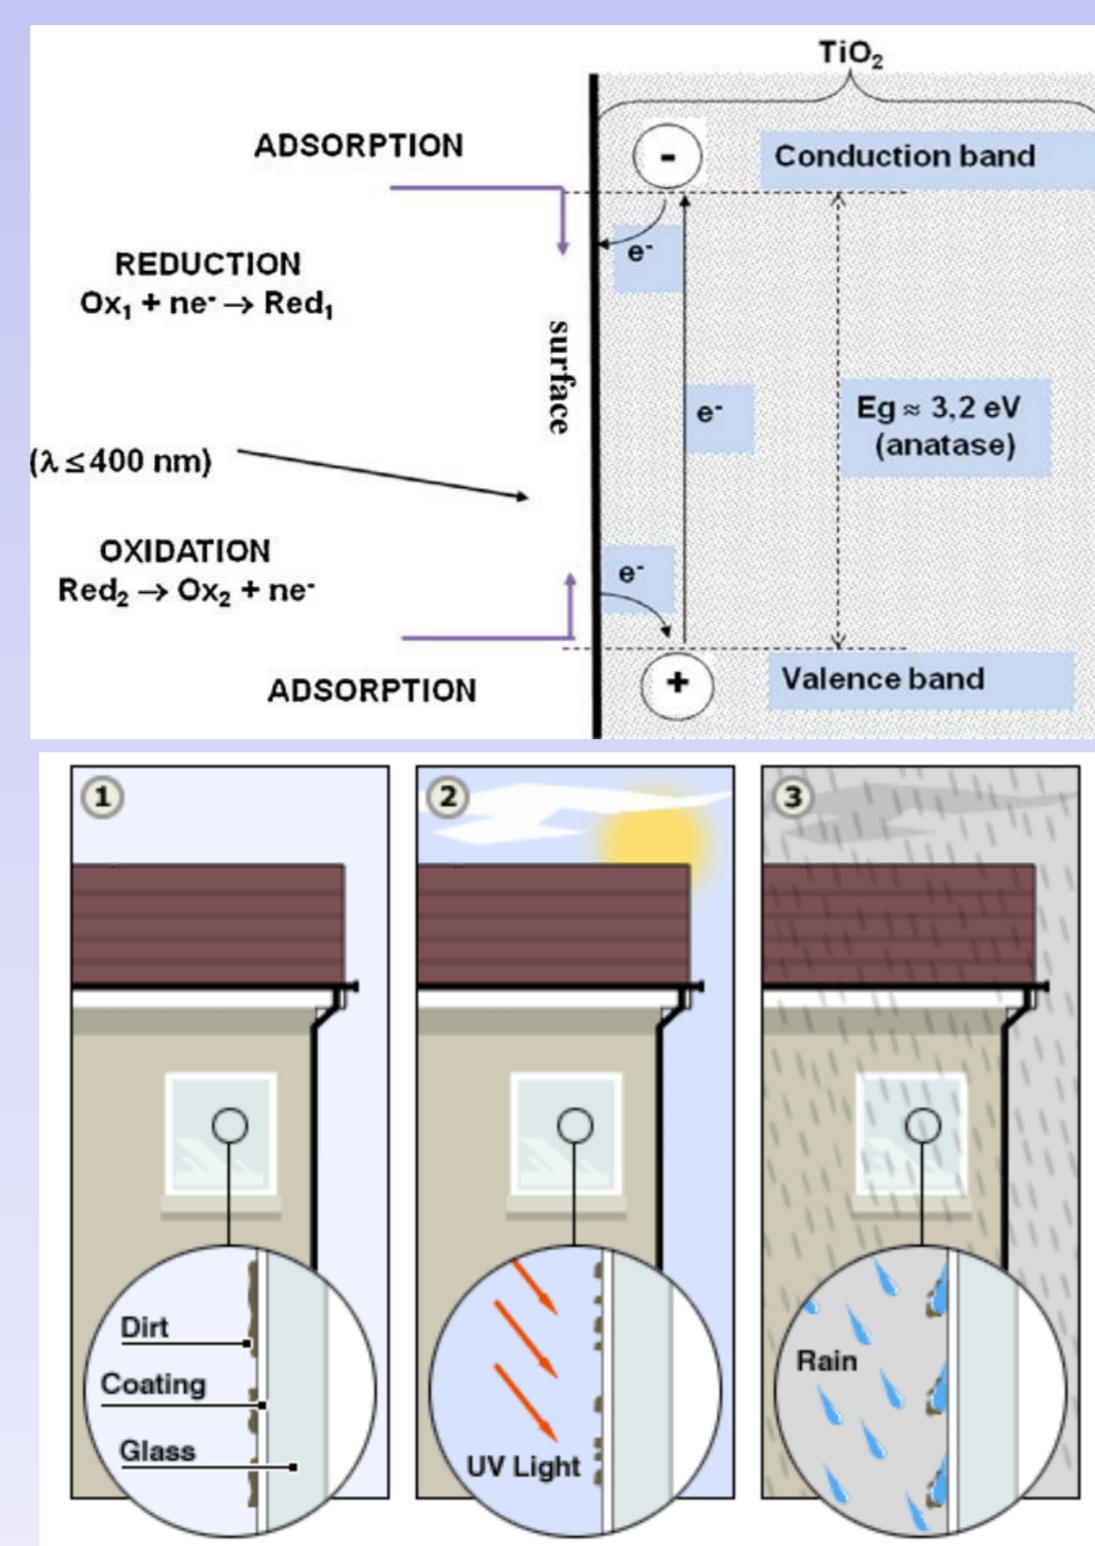 TiO₂
ADSORPTION
-
Conduction band
e⁻
REDUCTION
Ox₁ + ne⁻ → Red₁
surface
e⁻
Eg ≈ 3,2 eV
(anatase)
(λ ≤ 400 nm)
OXIDATION
Red₂ → Ox₂ + ne⁻
e⁻
ADSORPTION
+
Valence band
1
Dirt
Coating
Glass
2
UV Light
3
Rain